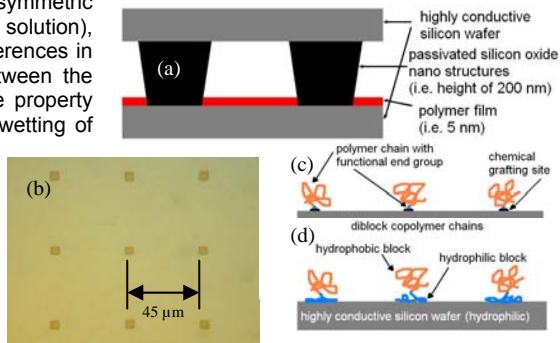 symmetric
solution),
erences in
tween the
e property
wetting of
(a)
highly conductive
silicon wafer
passivated silicon oxide
nano structures
(i.e. height of 200 nm)
polymer film
(i.e. 5 nm)
(b)
45 µm
(c)
polymer chain with
functional end group
chemical
grafting site
diblock copolymer chains
(d)
hydrophobic block
hydrophilic block
highly conductive silicon wafer (hydrophilic)